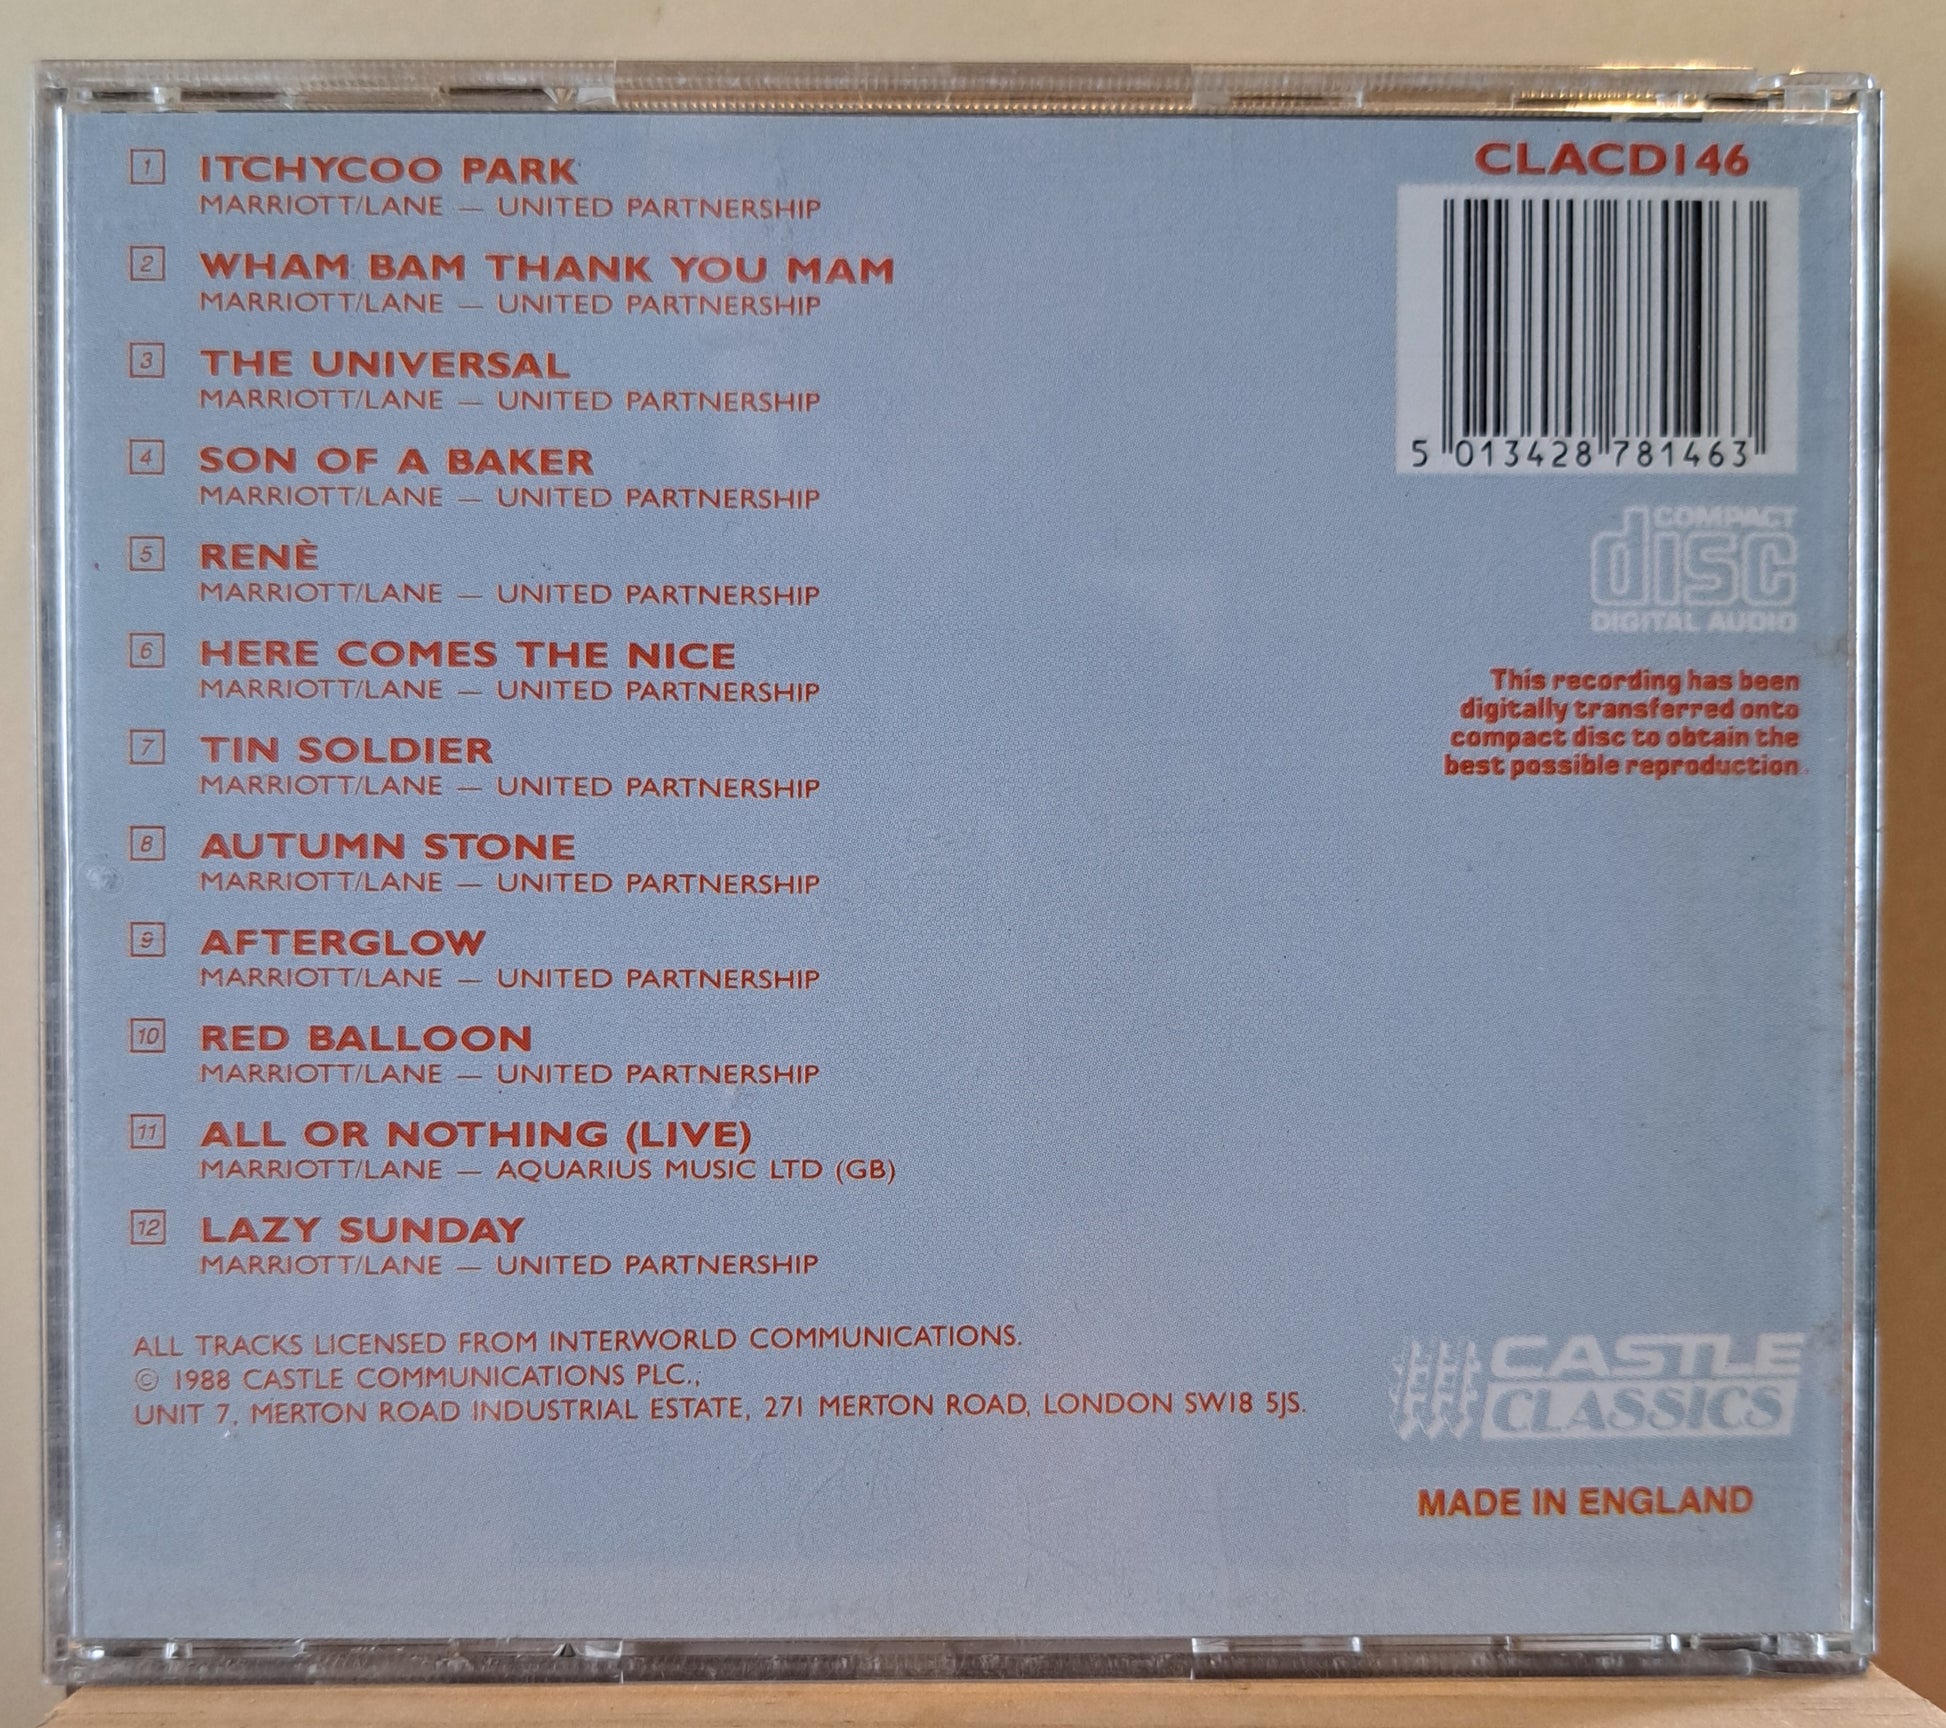 1 ITCHYCOO PARK
MARRIOTT/LANE — UNITED PARTNERSHIP
2 WHAM BAM THANK YOU MAM
MARRIOTT/LANE — UNITED PARTNERSHIP
3 THE UNIVERSAL
MARRIOTT/LANE — UNITED PARTNERSHIP
4 SON OF A BAKER
MARRIOTT/LANE — UNITED PARTNERSHIP
5 RENÈ
MARRIOTT/LANE — UNITED PARTNERSHIP
6 HERE COMES THE NICE
MARRIOTT/LANE — UNITED PARTNERSHIP
7 TIN SOLDIER
MARRIOTT/LANE — UNITED PARTNERSHIP
8 AUTUMN STONE
MARRIOTT/LANE — UNITED PARTNERSHIP
9 AFTERGLOW
MARRIOTT/LANE — UNITED PARTNERSHIP
10 RED BALLOON
MARRIOTT/LANE — UNITED PARTNERSHIP
11 ALL OR NOTHING (LIVE)
MARRIOTT/LANE — AQUARIUS MUSIC LTD (GB)
12 LAZY SUNDAY
MARRIOTT/LANE — UNITED PARTNERSHIP
ALL TRACKS LICENSED FROM INTERWORLD COMMUNICATIONS.
© 1988 CASTLE COMMUNICATIONS PLC.,
UNIT 7, MERTON ROAD INDUSTRIAL ESTATE, 271 MERTON ROAD, LONDON SW18 5JS.
CLACD146
5 013428 781463
COMPACT
disc
DIGITAL AUDIO
This recording has been
digitally transferred onto
compact disc to obtain the
best possible reproduction.
CASTLE
CLASSICS
MADE IN ENGLAND